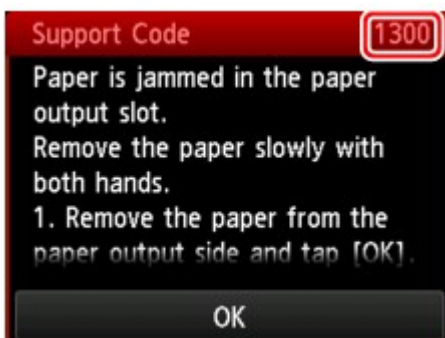 Support Code 1300
Paper is jammed in the paper
output slot.
Remove the paper slowly with
both hands.
1. Remove the paper from the
paper output side and tap [OK].
OK